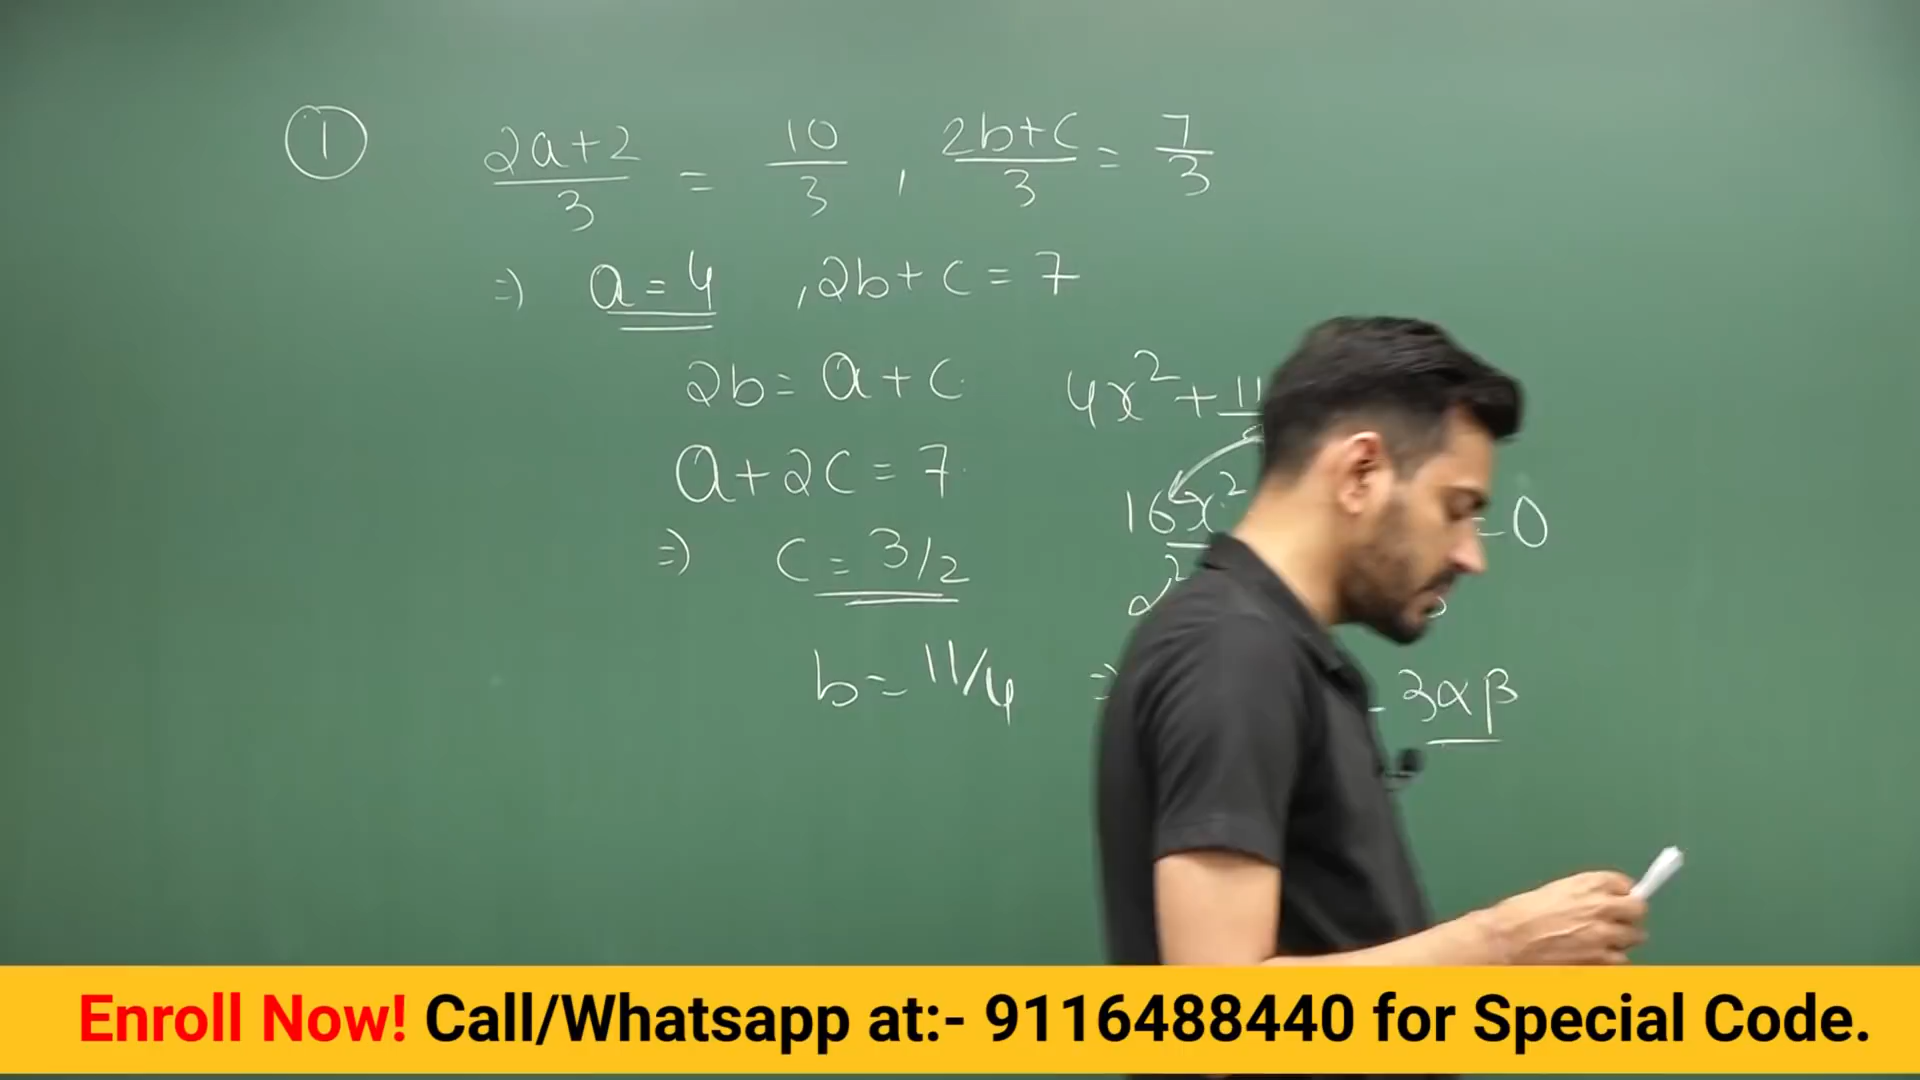 ①
(2a+2)/3 = 10/3 , (2b+c)/3 = 7/3
⇒ a = 4 , 2b + c = 7
2b = a + c
4x² + 11
a + 2c = 7
16x² = 0
⇒ c = 3/2
b = 11/4
⇒ - 3αβ
Enroll Now! Call/Whatsapp at:- 9116488440 for Special Code.